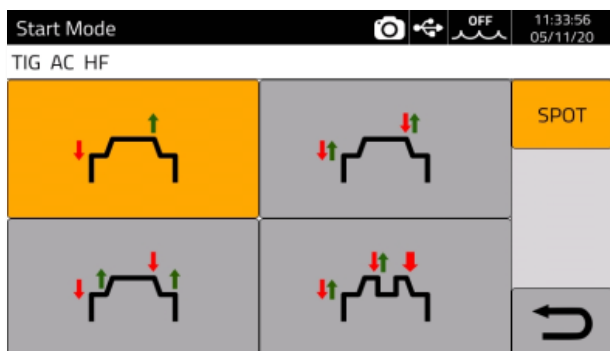 Start Mode
OFF
11:33:56
05/11/20
TIG AC HF
SPOT